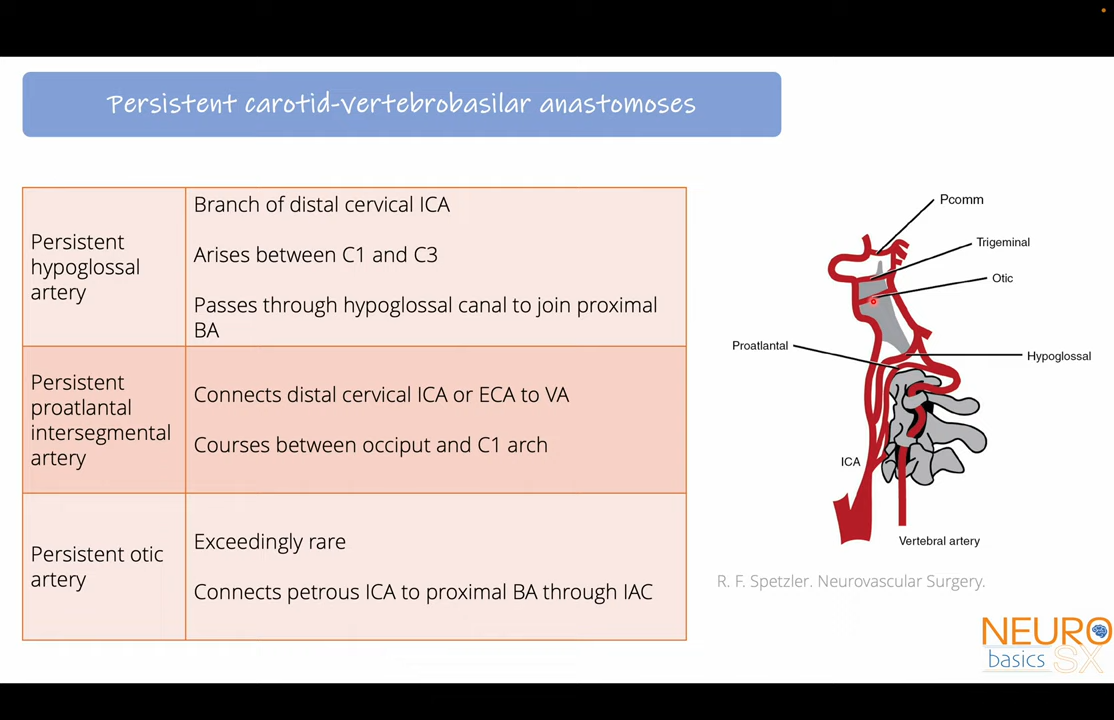 Persistent carotid-vertebrobasilar anastomoses
Persistent
hypoglossal
artery
Branch of distal cervical ICA
Arises between C1 and C3
Passes through hypoglossal canal to join proximal
BA
Persistent
proatlantal
intersegmental
artery
Connects distal cervical ICA or ECA to VA
Courses between occiput and C1 arch
Persistent otic
artery
Exceedingly rare
Connects petrous ICA to proximal BA through IAC
Pcomm
Trigeminal
Otic
Proatlantal
Hypoglossal
ICA
Vertebral artery
R. F. Spetzler. Neurovascular Surgery.
NEURO
basics SX